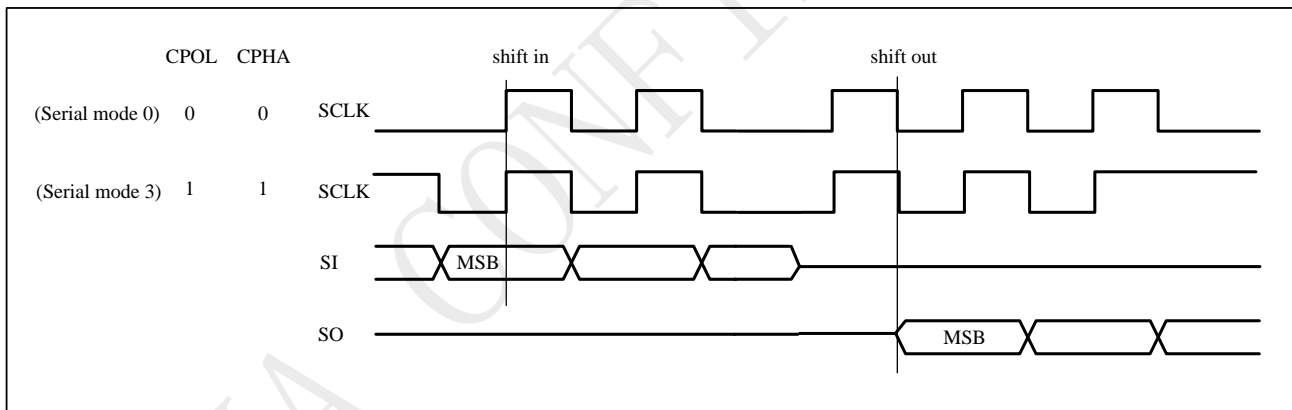 CPOL CPHA shift in shift out
(Serial mode 0) 0 0 SCLK
(Serial mode 3) 1 1 SCLK
SI MSB
SO MSB